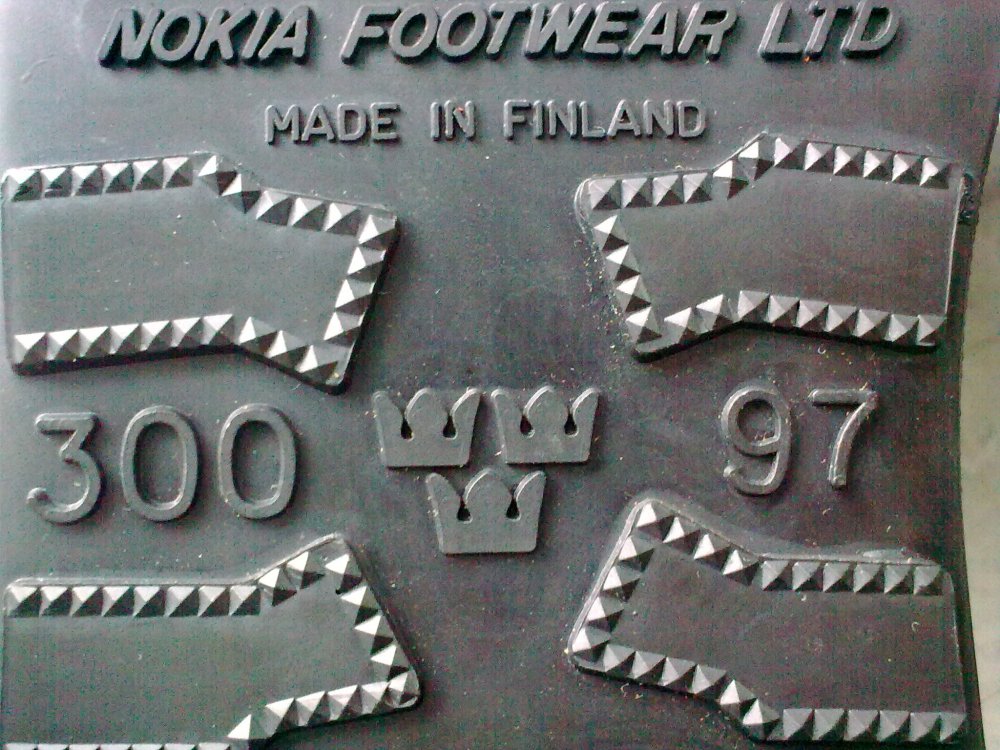 NOKIA FOOTWEAR LTD
MADE IN FINLAND
300 97